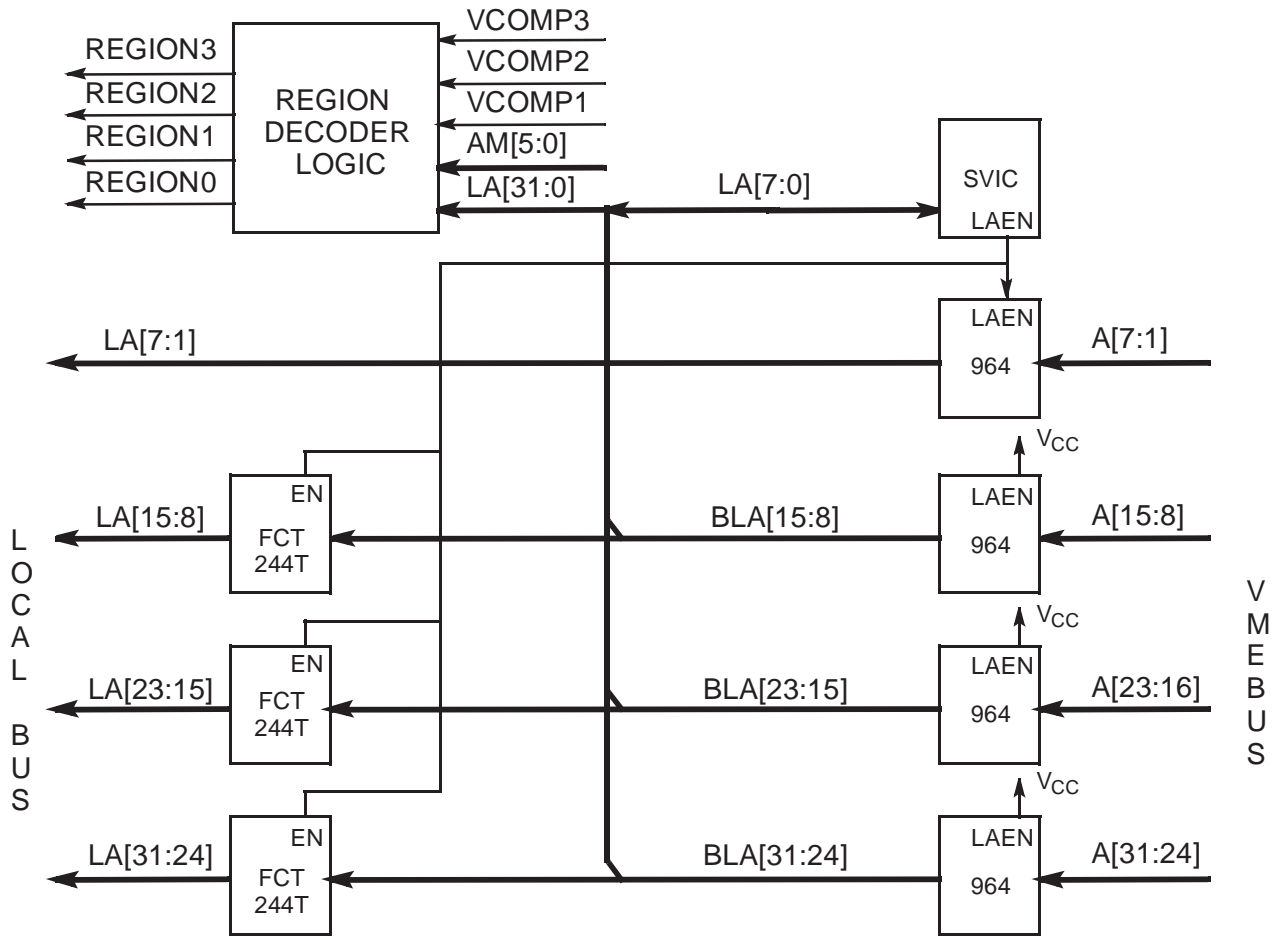 VCOMP3
REGION3
VCOMP2
REGION2
REGION
DECODER
LOGIC
VCOMP1
REGION1
AM[5:0]
REGION0
LA[31:0]
LA[7:0]
SVIC
LAEN
LA[7:1]
LAEN
964
A[7:1]
VCC
LA[15:8]
EN
FCT
244T
BLA[15:8]
LAEN
964
A[15:8]
VCC
LA[23:15]
EN
FCT
244T
BLA[23:15]
LAEN
964
A[23:16]
VCC
LA[31:24]
EN
FCT
244T
BLA[31:24]
LAEN
964
A[31:24]
LOCAL BUS
VMEBUS